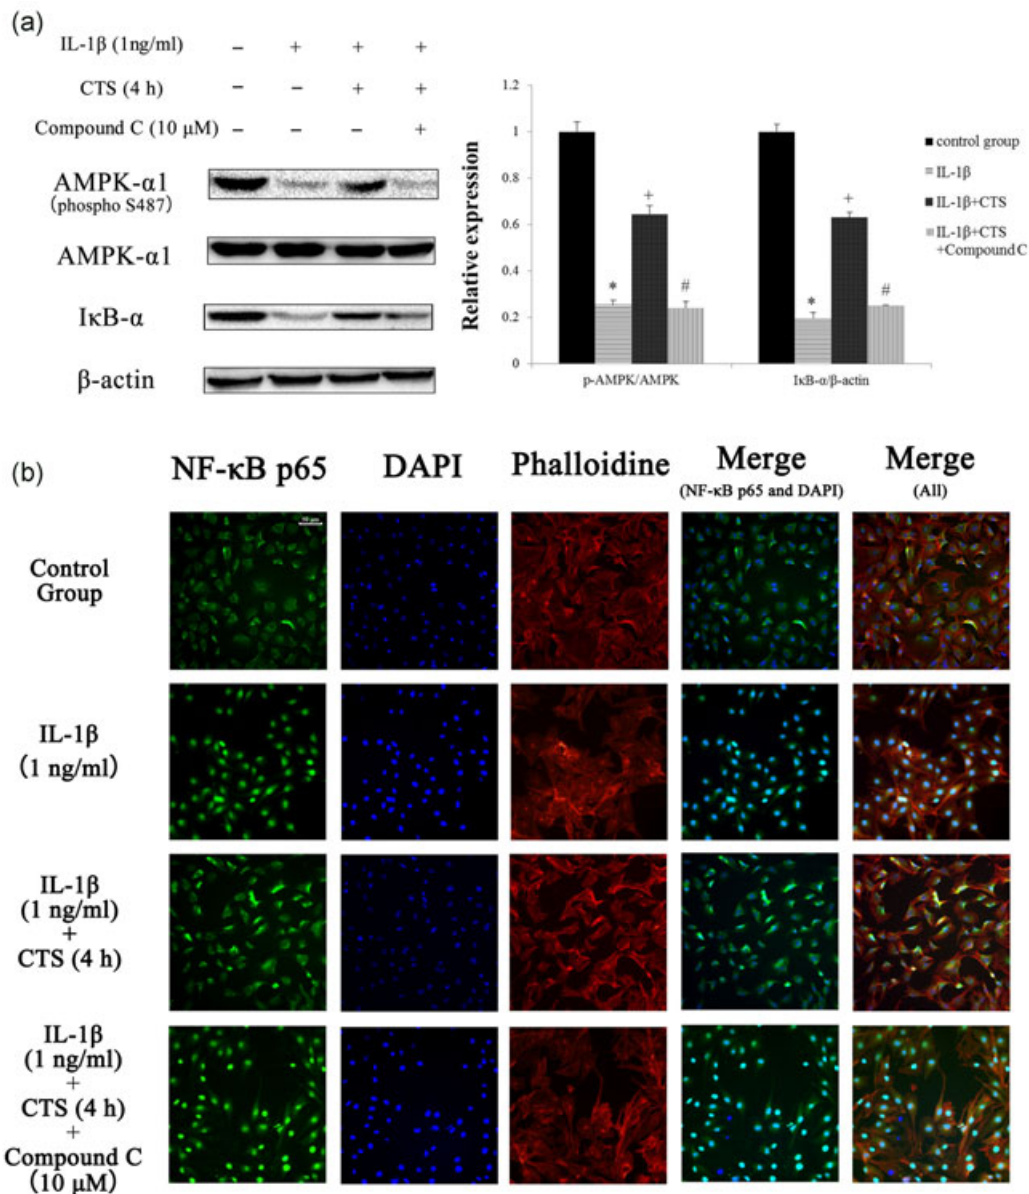 (a)
IL-1β (1ng/ml) − + + +
CTS (4 h) − − + +
Compound C (10 μM) − − − +
AMPK-α1
(phospho S487)
AMPK-α1
IκB-α
β-actin
Relative expression
1.2
1
0.8
0.6
0.4
0.2
0
* + #
* + #
p-AMPK/AMPK
IκB-α/β-actin
control group
IL-1β
IL-1β+CTS
IL-1β+CTS
+Compound C
(b)
NF-κB p65
DAPI
Phalloidine
Merge
(NF-κB p65 and DAPI)
Merge
(All)
Control
Group
IL-1β
(1 ng/ml)
IL-1β
(1 ng/ml)
+
CTS (4 h)
IL-1β
(1 ng/ml)
+
CTS (4 h)
+
Compound C
(10 μM)